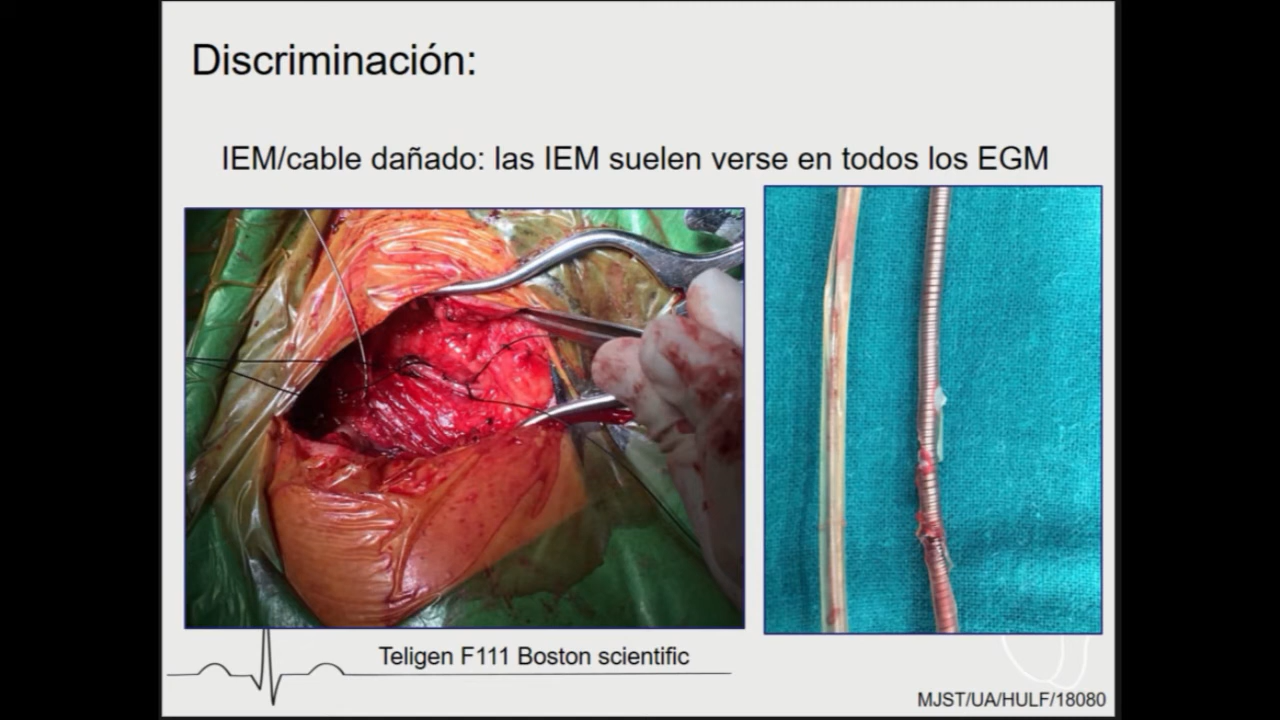 Discriminación:
IEM/cable dañado: las IEM suelen verse en todos los EGM
Teligen F111 Boston scientific
MJST/UA/HULF/18080